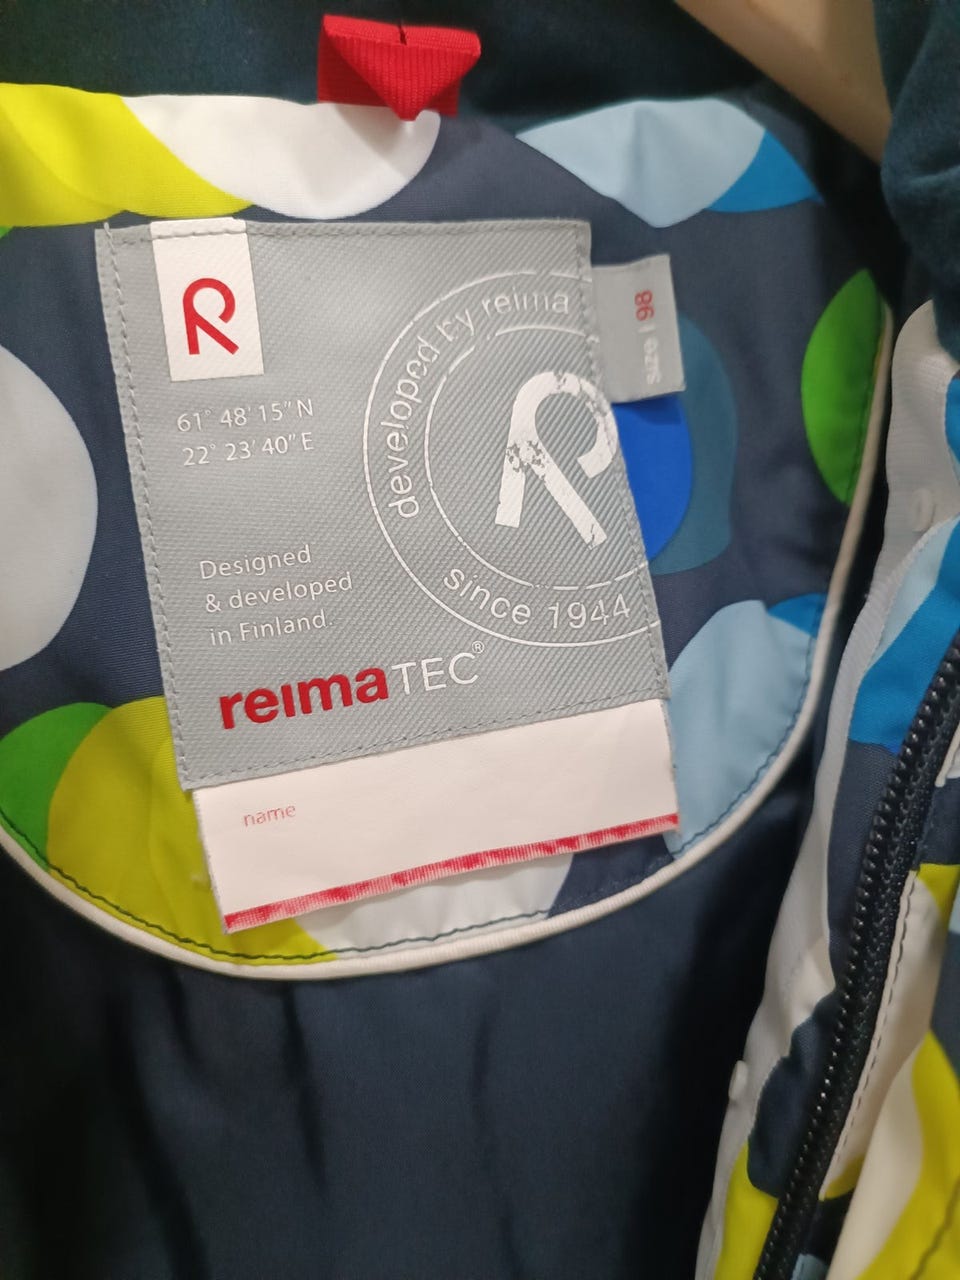 61° 48' 15" N
22° 23' 40" E
developed by reima
since 1944
Designed
& developed
in Finland.
reimaTEC®
size | 98
name